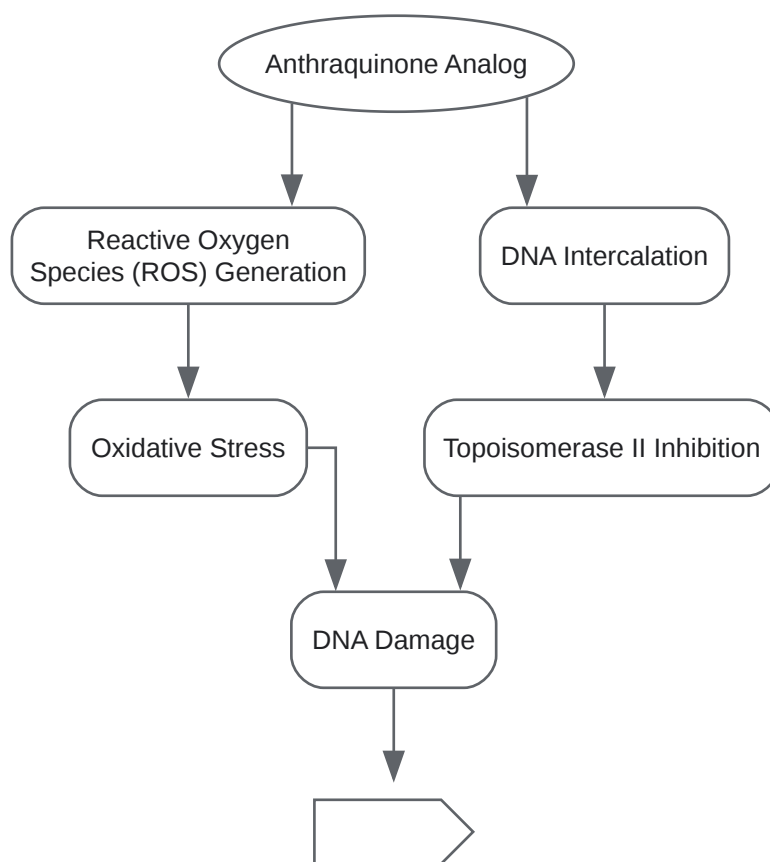 Anthraquinone Analog
Reactive Oxygen
Species (ROS) Generation
DNA Intercalation
Oxidative Stress
Topoisomerase II Inhibition
DNA Damage